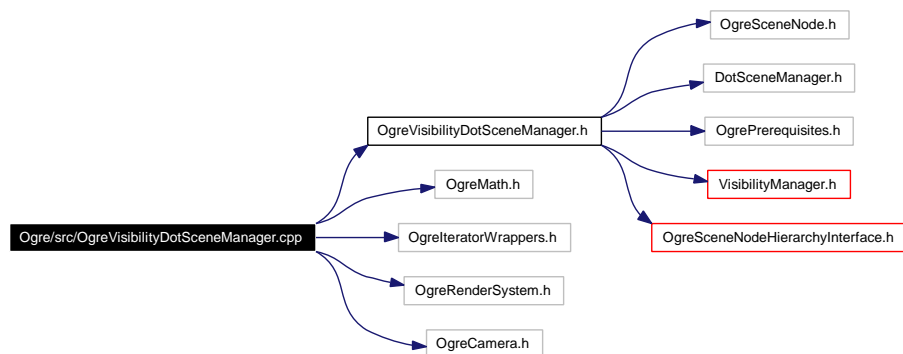 OgreSceneNode.h
DotSceneManager.h
OgreVisibilityDotSceneManager.h
OgrePrerequisites.h
OgreMath.h
VisibilityManager.h
Ogre/src/OgreVisibilityDotSceneManager.cpp
OgreIteratorWrappers.h
OgreSceneNodeHierarchyInterface.h
OgreRenderSystem.h
OgreCamera.h